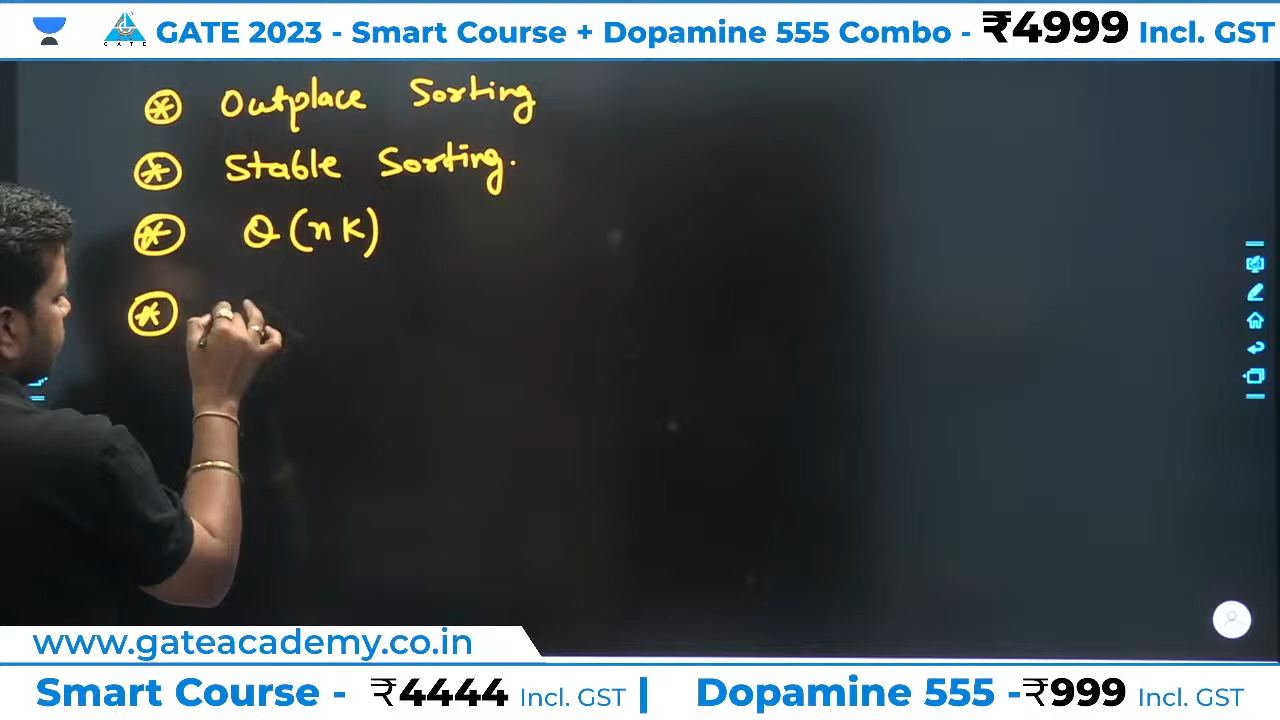 GATE GATE 2023 - Smart Course + Dopamine 555 Combo - ₹4999 Incl. GST
Outplace Sorting
Stable Sorting.
θ(nK)
www.gateacademy.co.in
Smart Course - ₹4444 Incl. GST | Dopamine 555 -₹999 Incl. GST